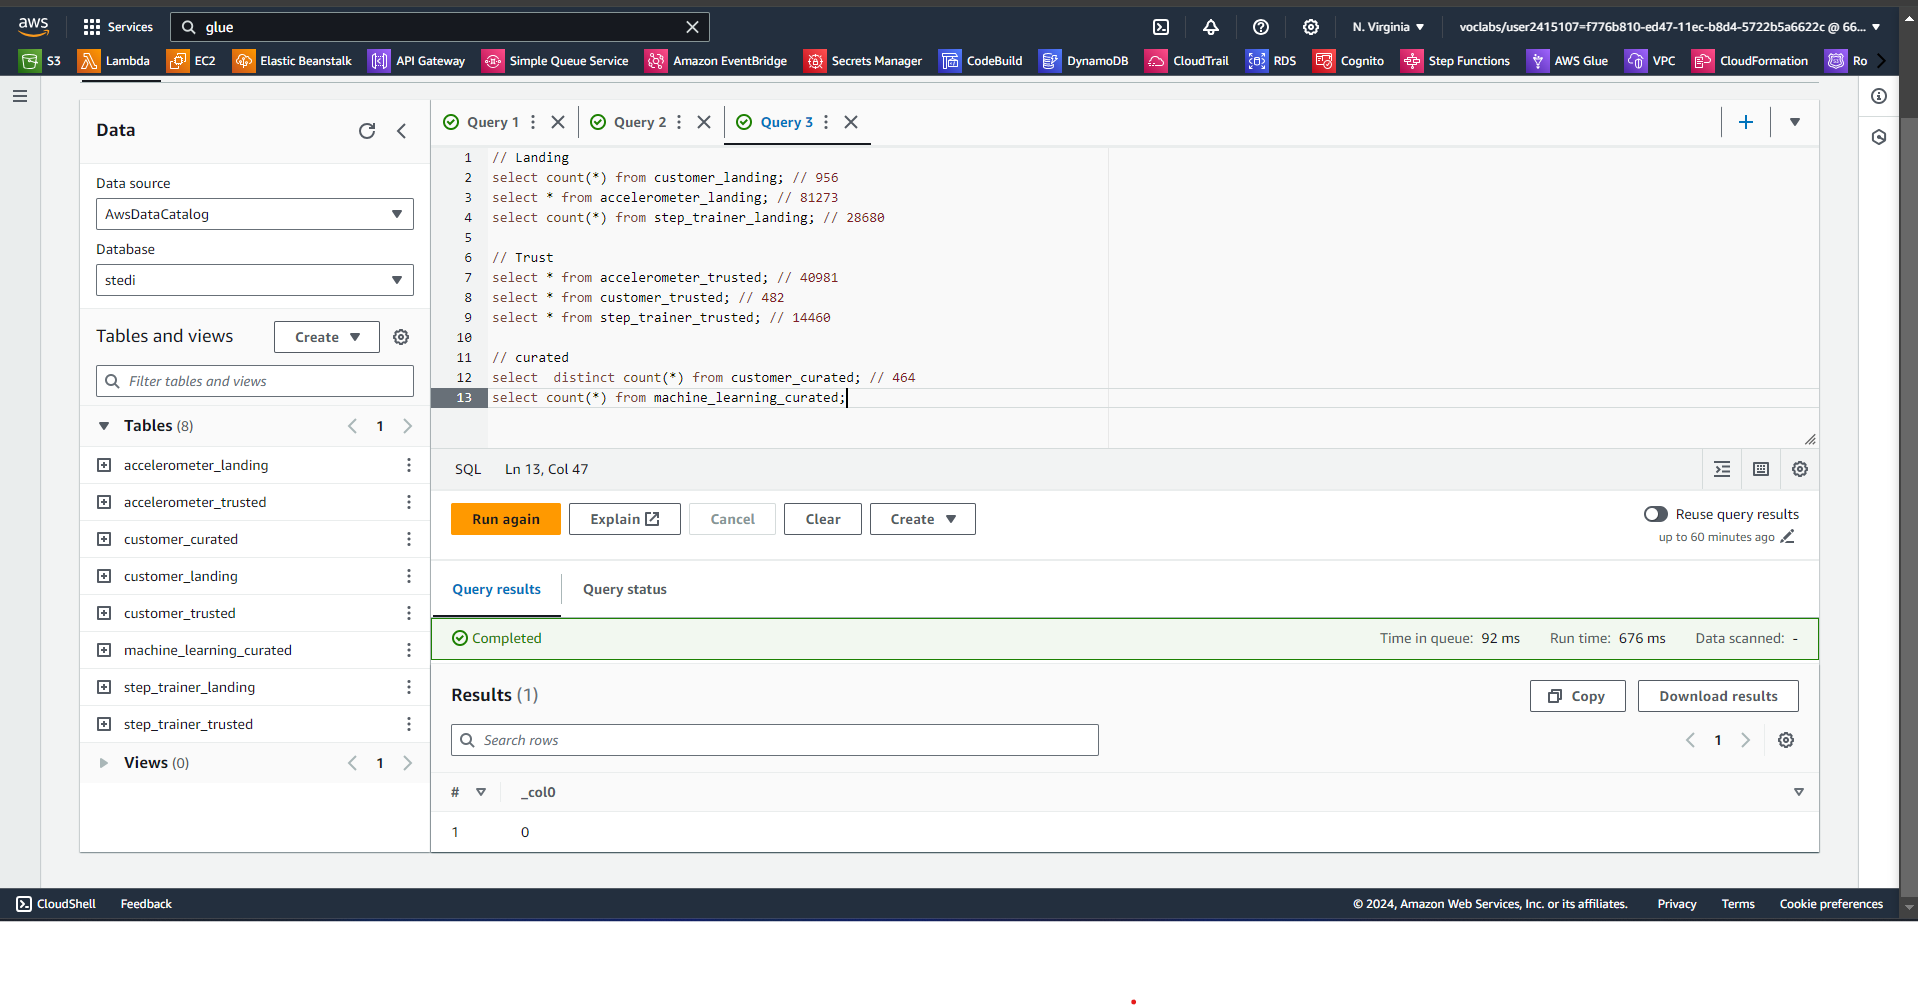 aws Services glue N. Virginia voclabs/user2415107=f776b810-ed47-11ec-b8d4-5722b5a6622c @ 66...
S3 Lambda EC2 Elastic Beanstalk API Gateway Simple Queue Service Amazon EventBridge Secrets Manager CodeBuild DynamoDB CloudTrail RDS Cognito Step Functions AWS Glue VPC CloudFormation Ro
Data
Data source
AwsDataCatalog
Database
stedi
Tables and views Create
Filter tables and views
Tables (8) 1
accelerometer_landing
accelerometer_trusted
customer_curated
customer_landing
customer_trusted
machine_learning_curated
step_trainer_landing
step_trainer_trusted
Views (0) 1
Query 1 Query 2 Query 3
1 // Landing
2 select count(*) from customer_landing; // 956
3 select * from accelerometer_landing; // 81273
4 select count(*) from step_trainer_landing; // 28680
5
6 // Trust
7 select * from accelerometer_trusted; // 40981
8 select * from customer_trusted; // 482
9 select * from step_trainer_trusted; // 14460
10
11 // curated
12 select  distinct count(*) from customer_curated; // 464
13 select count(*) from machine_learning_curated;
SQL Ln 13, Col 47
Run again Explain Cancel Clear Create
Reuse query results
up to 60 minutes ago
Query results Query status
Completed Time in queue: 92 ms Run time: 676 ms Data scanned: -
Results (1) Copy Download results
Search rows 1
# _col0
1 0
CloudShell Feedback © 2024, Amazon Web Services, Inc. or its affiliates. Privacy Terms Cookie preferences